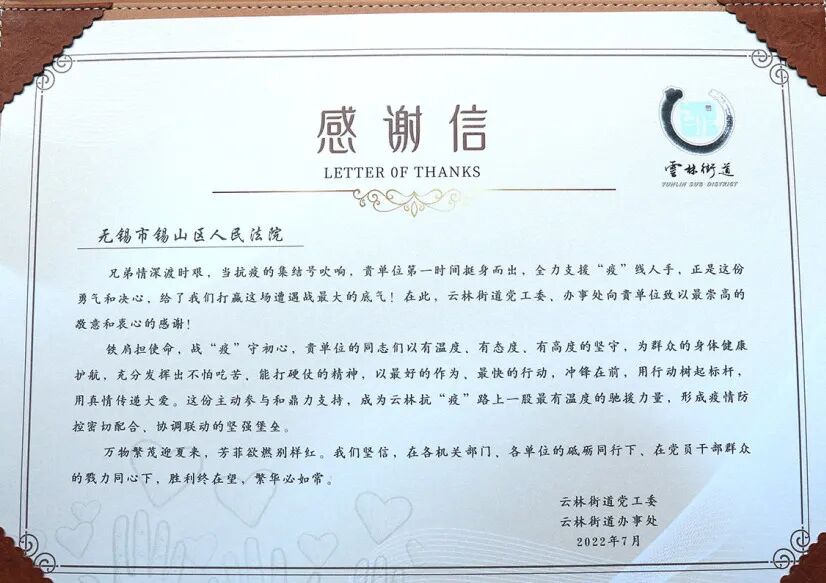 感谢信
LETTER OF THANKS
雲林街道
YUNLIN SUB-DISTRICT
无锡市锡山区人民法院
兄弟情深渡时艰，当抗疫的集结号吹响，贵单位第一时间挺身而出，全力支援“疫”线人手，正是这份
勇气和决心，给了我们打赢这场遭遇战最大的底气！在此，云林街道党工委、办事处向贵单位致以最崇高的
敬意和衷心的感谢！
铁肩担使命，战“疫”守初心，贵单位的同志们以有温度、有态度、有高度的坚守，为群众的身体健康
护航，充分发挥出不怕吃苦、能打硬仗的精神，以最好的作为、最快的行动，冲锋在前，用行动树起标杆，
用真情传递大爱。这份主动参与和鼎力支持，成为云林抗“疫”路上一股最有温度的驰援力量，形成疫情防
控密切配合、协调联动的坚强堡垒。
万物繁茂迎夏来，芳菲欲燃别样红。我们坚信，在各机关部门、各单位的砥砺同行下、在党员干部群众
的戮力同心下，胜利终在望，繁华必如常。
云林街道党工委
云林街道办事处
2022年7月